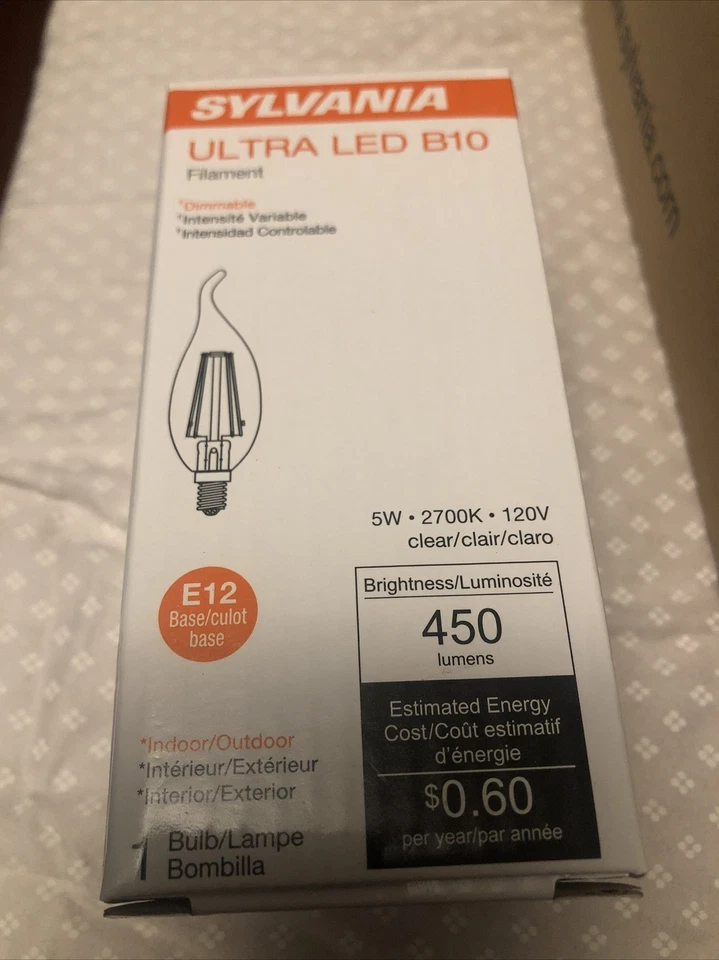 SYLVANIA
ULTRA LED B10
Filament
†Dimmable
†Intensité Variable
†Intensidad Controlable
5W • 2700K • 120V
clear/clair/claro
E12
Base/culot
base
Brightness/Luminosité
450
lumens
Estimated Energy
Cost/Coût estimatif
d'énergie
$0.60
per year/par année
*Indoor/Outdoor
*Intérieur/Extérieur
*Interior/Exterior
1 Bulb/Lampe
Bombilla
sylvania.com